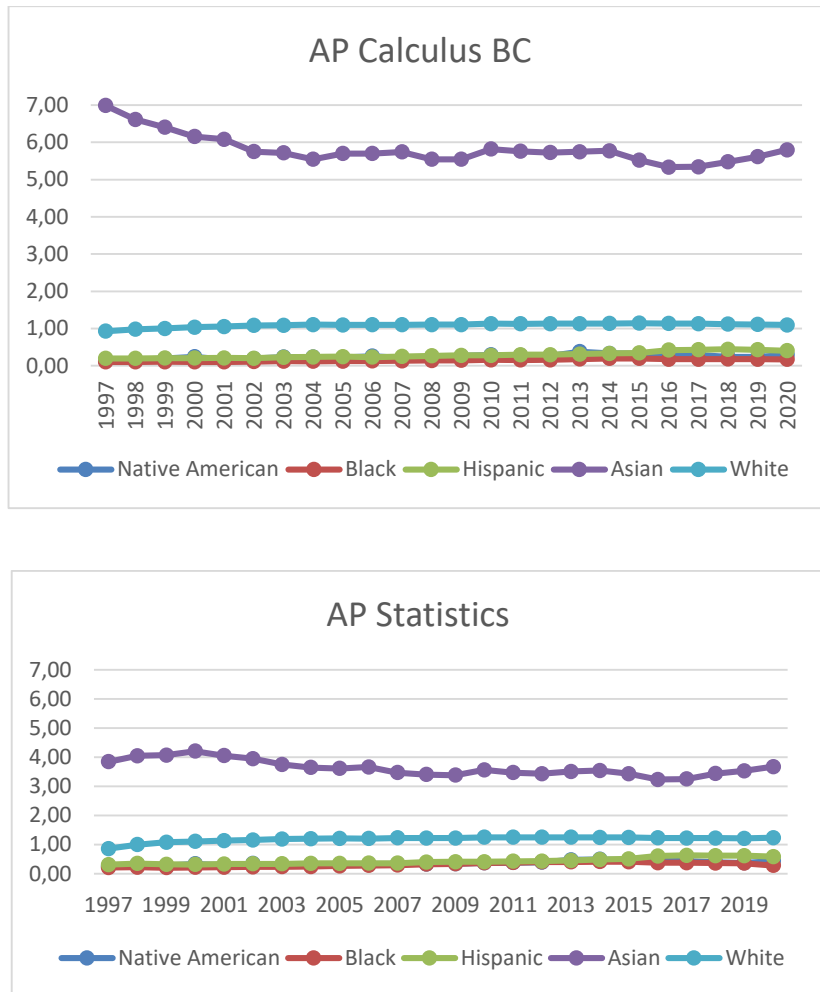 AP Calculus BC
7,00
6,00
5,00
4,00
3,00
2,00
1,00
0,00
1997 1998 1999 2000 2001 2002 2003 2004 2005 2006 2007 2008 2009 2010 2011 2012 2013 2014 2015 2016 2017 2018 2019 2020
Native American Black Hispanic Asian White
AP Statistics
7,00
6,00
5,00
4,00
3,00
2,00
1,00
0,00
1997 1999 2001 2003 2005 2007 2009 2011 2013 2015 2017 2019
Native American Black Hispanic Asian White